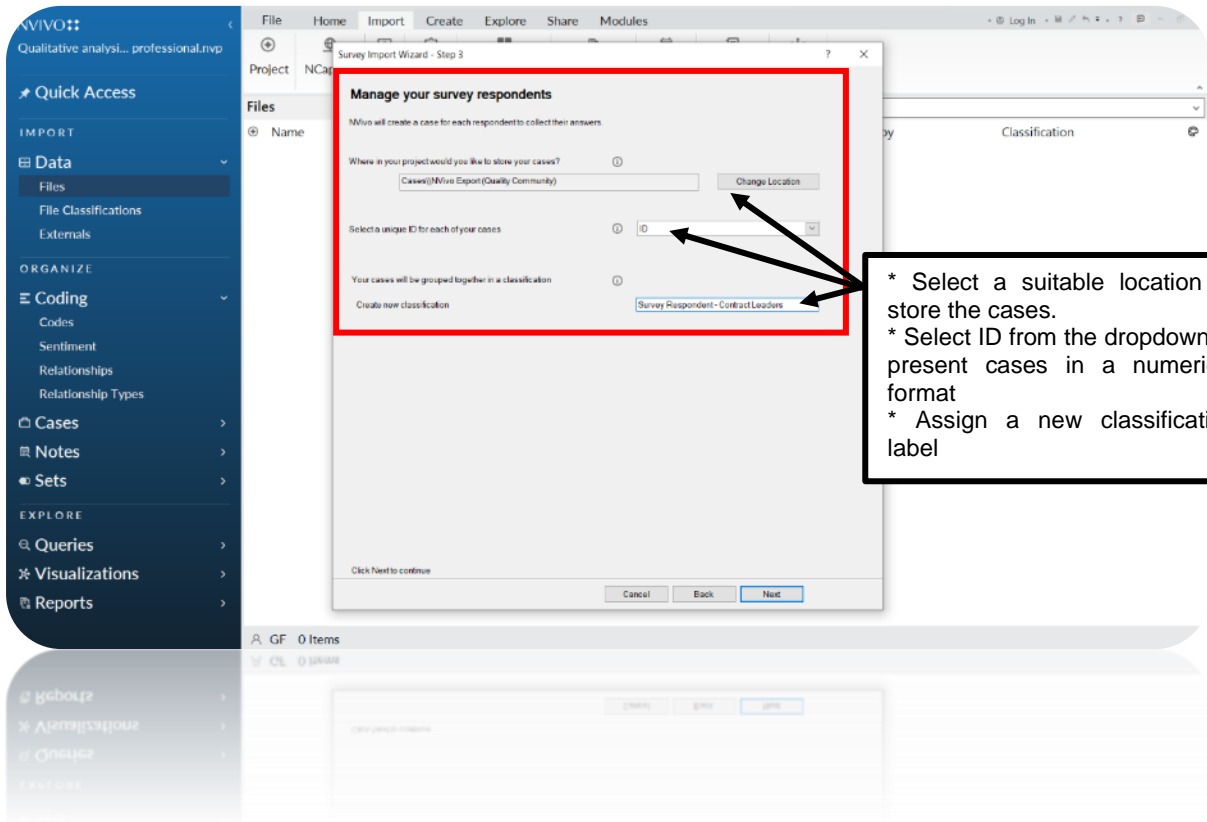 NVIVO
Qualitative analysi... professional.nvp
Quick Access
IMPORT
Data
Files
File Classifications
Externals
ORGANIZE
Coding
Codes
Sentiment
Relationships
Relationship Types
Cases
Notes
Sets
EXPLORE
Queries
Visualizations
Reports
File Home Import Create Explore Share Modules
Log In
Project NCap
Files
Name
Classification
Survey Import Wizard - Step 3 ? ×
Manage your survey respondents
NVivo will create a case for each respondent to collect their answers.
Where in your project would you like to store your cases?
Cases\\NVivo Export (Quality Community)
Change Location
Select a unique ID for each of your cases
ID
Your cases will be grouped together in a classification
Create new classification
Survey Respondent - Contract Leaders
Click Next to continue
Cancel Back Next
* Select a suitable location
store the cases.
* Select ID from the dropdown
present cases in a numeri
format
* Assign a new classificati
label
GF 0 Items